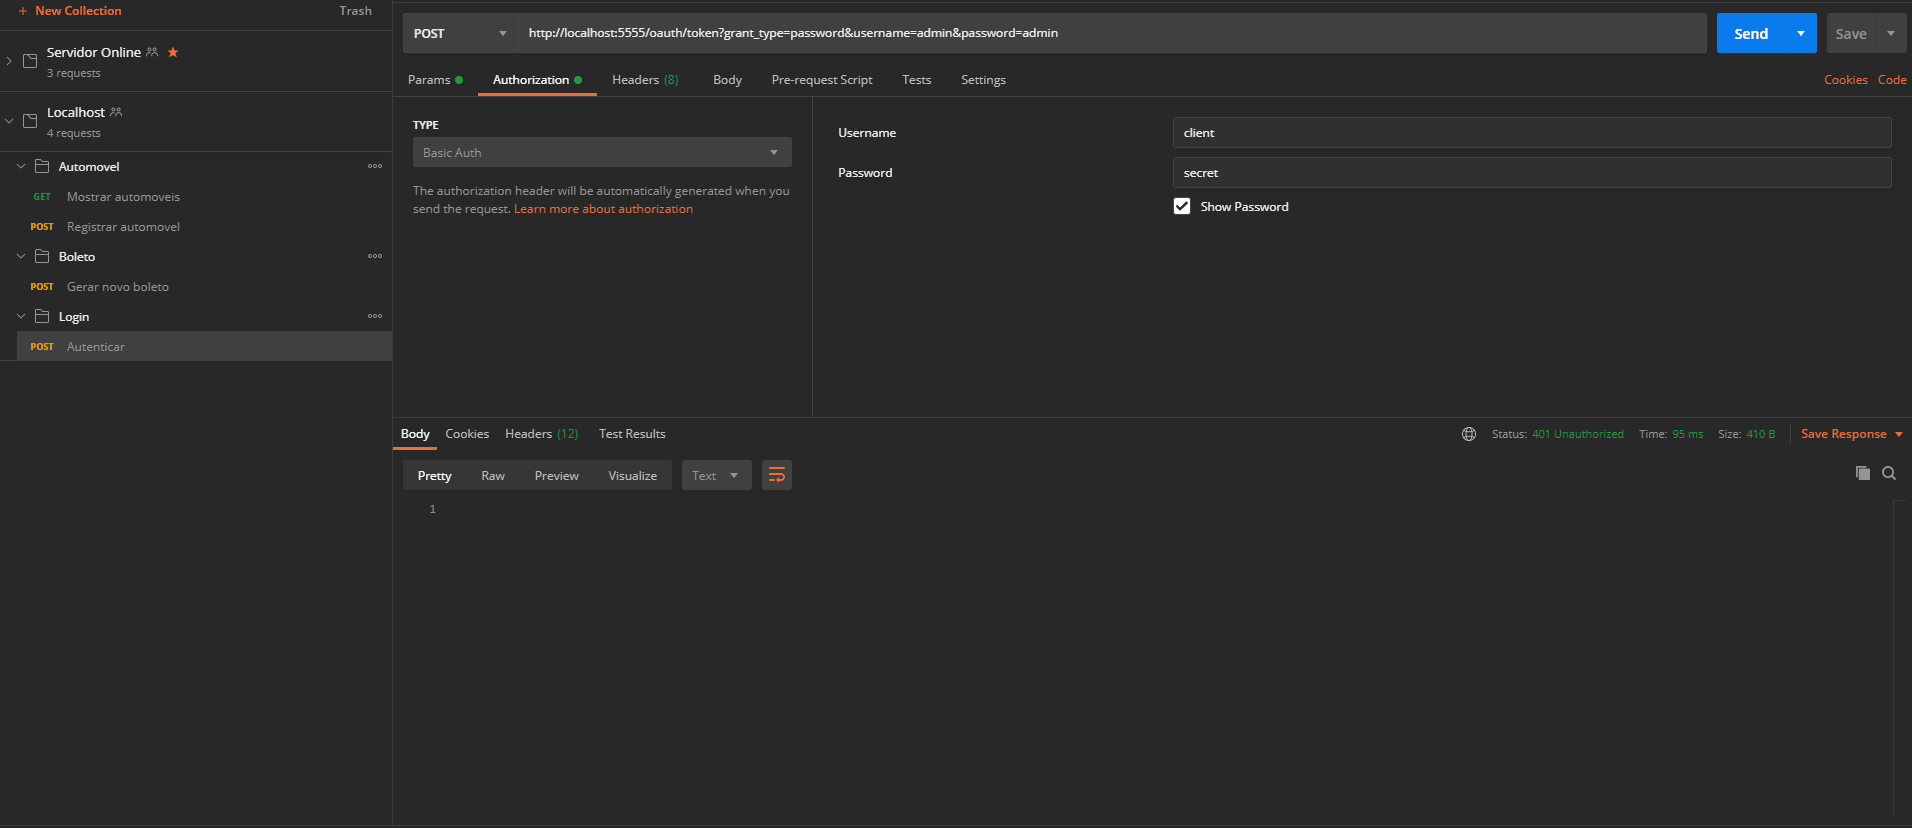 + New Collection
Trash
Servidor Online
3 requests
Localhost
4 requests
Automovel
GET Mostrar automoveis
POST Registrar automovel
Boleto
POST Gerar novo boleto
Login
POST Autenticar
POST
http://localhost:5555/oauth/token?grant_type=password&username=admin&password=admin
Send
Save
Params
Authorization
Headers (8)
Body
Pre-request Script
Tests
Settings
Cookies
Code
TYPE
Basic Auth
The authorization header will be automatically generated when you
send the request. Learn more about authorization
Username
client
Password
secret
Show Password
Body
Cookies
Headers (12)
Test Results
Status: 401 Unauthorized
Time: 95 ms
Size: 410 B
Save Response
Pretty
Raw
Preview
Visualize
Text
1